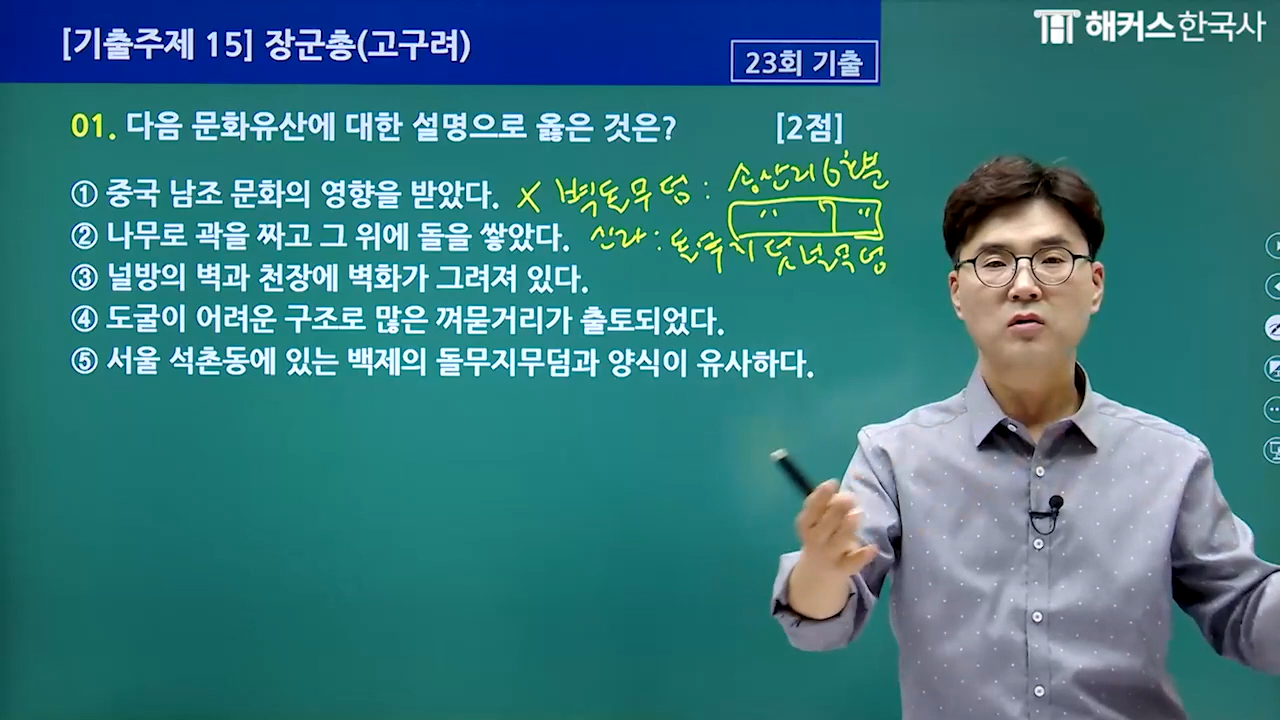 [기출주제 15] 장군총(고구려)
23회 기출
해커스한국사
01. 다음 문화유산에 대한 설명으로 옳은 것은? [2점]
① 중국 남조 문화의 영향을 받았다. X 벽돌무덤 : 송산리 6호분
② 나무로 곽을 짜고 그 위에 돌을 쌓았다. 신라 : 돌무지덧널무덤
③ 널방의 벽과 천장에 벽화가 그려져 있다.
④ 도굴이 어려운 구조로 많은 껴묻거리가 출토되었다.
⑤ 서울 석촌동에 있는 백제의 돌무지무덤과 양식이 유사하다.